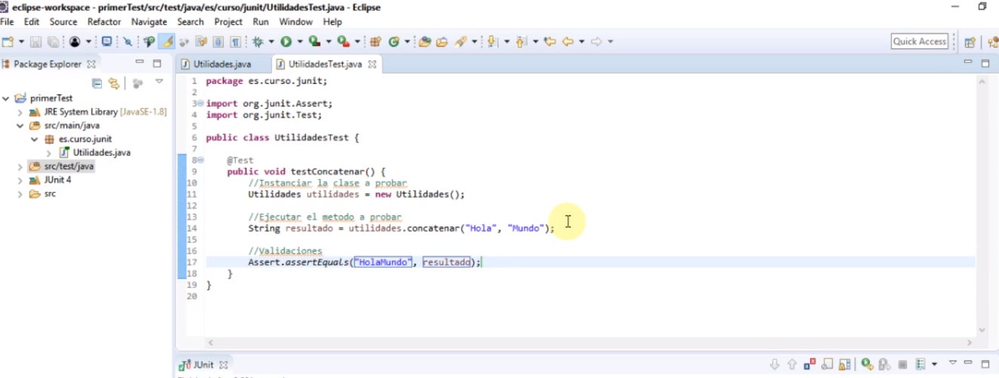 eclipse-workspace - primerTest/src/test/java/es/curso/junit/UtilidadesTest.java - Eclipse
File Edit Source Refactor Navigate Search Project Run Window Help
Quick Access
Package Explorer
primerTest
JRE System Library [JavaSE-1.8]
src/main/java
es.curso.junit
Utilidades.java
src/test/java
JUnit 4
src
Utilidades.java UtilidadesTest.java
1 package es.curso.junit;
2
3 import org.junit.Assert;
4 import org.junit.Test;
5
6 public class UtilidadesTest {
7
8 @Test
9 public void testConcatenar() {
10 //Instanciar la clase a probar
11 Utilidades utilidades = new Utilidades();
12
13 //Ejecutar el metodo a probar
14 String resultado = utilidades.concatenar("Hola", "Mundo");
15
16 //Validaciones
17 Assert.assertEquals("HolaMundo", resultado);
18 }
19 }
20
JUnit